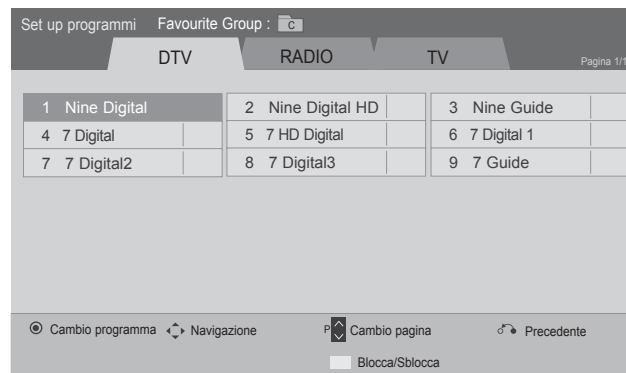 Set up programmi Favourite Group : C
DTV RADIO TV Pagina 1/1
1 Nine Digital 2 Nine Digital HD 3 Nine Guide
4 7 Digital 5 7 HD Digital 6 7 Digital 1
7 7 Digital2 8 7 Digital3 9 7 Guide
Cambio programma Navigazione P Cambio pagina Precedente
Blocca/Sblocca